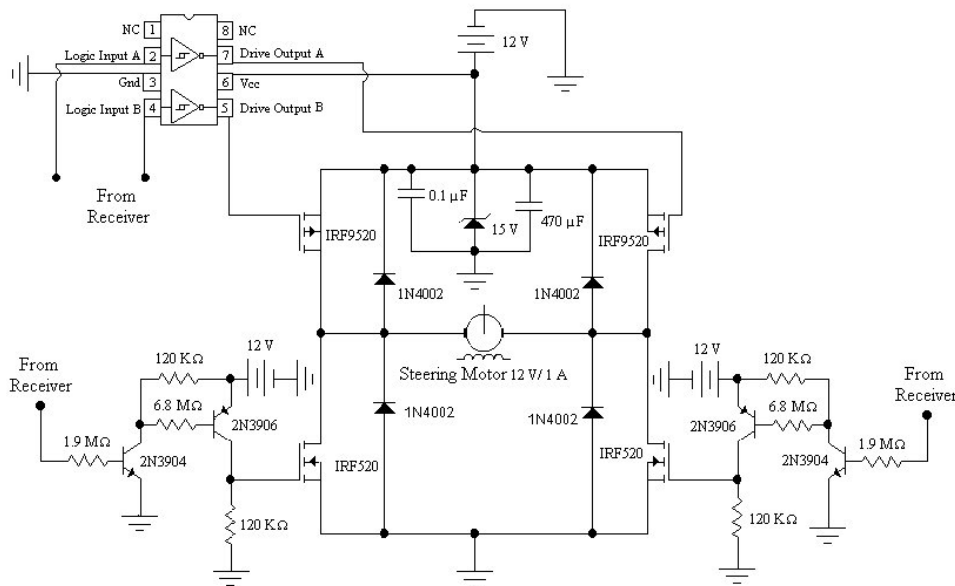 NC 1 8 NC
Logic Input A 2 7 Drive Output A
Gnd 3 6 Vcc
Logic Input B 4 5 Drive Output B
12 V
From
Receiver
0.1 µF
15 V
470 µF
IRF9520
IRF9520
1N4002
1N4002
Steering Motor 12 V/ 1 A
From
Receiver
120 KΩ
12 V
6.8 MΩ
2N3906
1.9 MΩ
2N3904
IRF520
120 KΩ
1N4002
1N4002
12 V
120 KΩ
6.8 MΩ
From
Receiver
2N3906
1.9 MΩ
2N3904
IRF520
120 KΩ